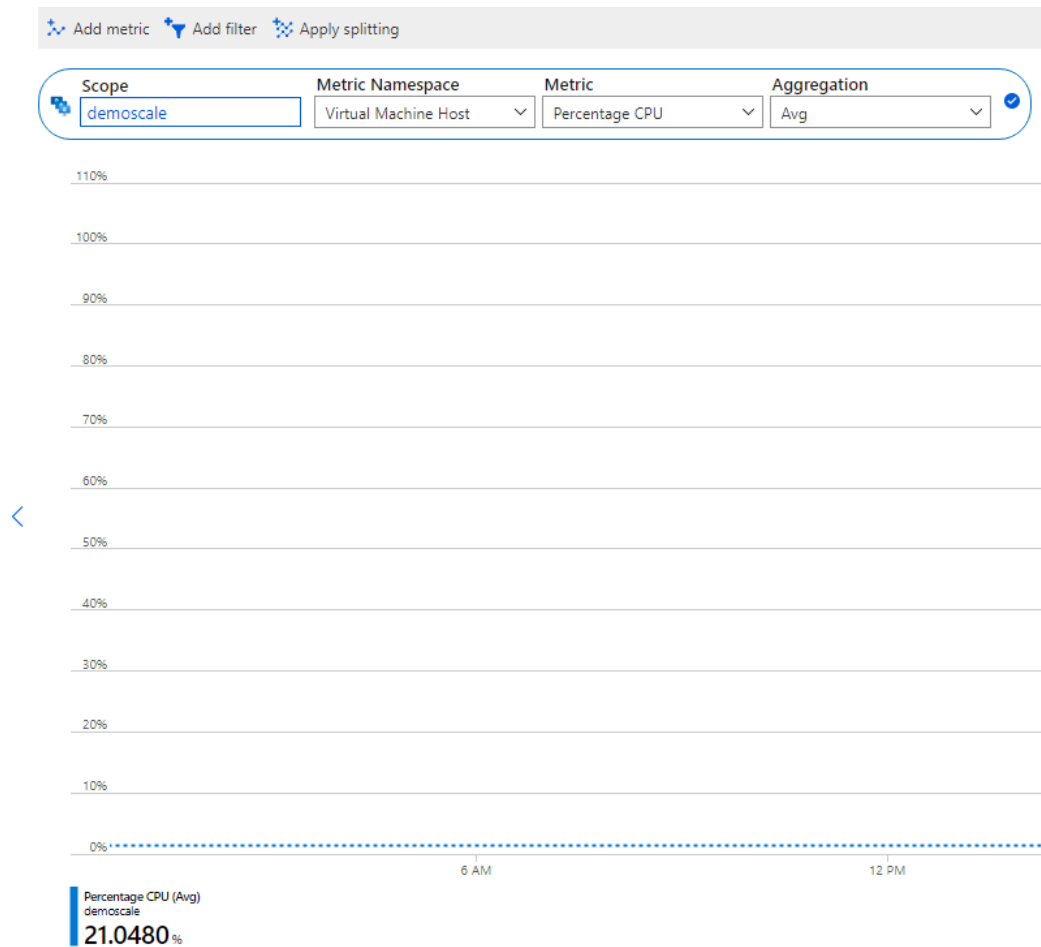 Add metric Add filter Apply splitting
Scope Metric Namespace Metric Aggregation
demoscale Virtual Machine Host Percentage CPU Avg
110%
100%
90%
80%
70%
60%
50%
40%
30%
20%
10%
0%
6 AM 12 PM
Percentage CPU (Avg)
demoscale
21.0480 %